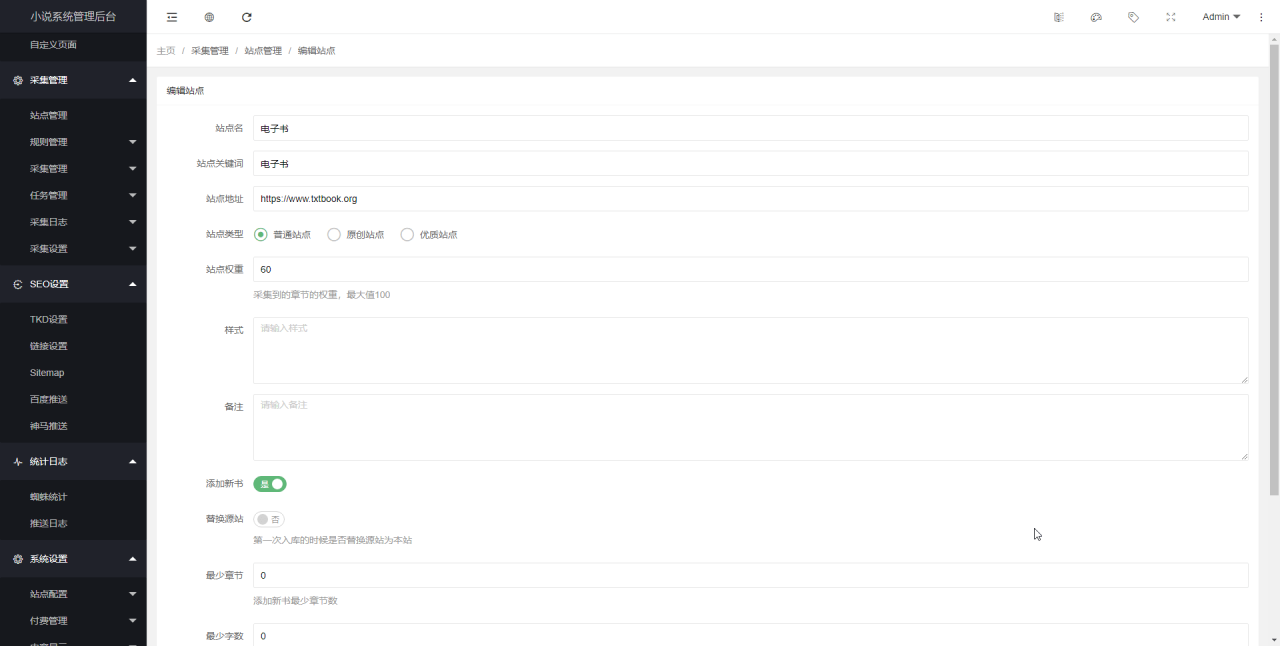 小说系统管理后台
Admin
自定义页面
主页 / 采集管理 / 站点管理 / 编辑站点
采集管理
站点管理
规则管理
采集管理
任务管理
采集日志
采集设置
SEO设置
TKD设置
链接设置
Sitemap
百度推送
神马推送
统计日志
蜘蛛统计
推送日志
系统设置
站点配置
付费管理
编辑站点
站点名 电子书
站点关键词 电子书
站点地址 https://www.txtbook.org
站点类型 普通站点 原创站点 优质站点
站点权重 60
采集到的章节的权重，最大值100
样式 请输入样式
备注 请输入备注
添加新书 是
替换源站 否
第一次入库的时候是否替换源站为本站
最少章节 0
添加新书最少章节数
最少字数 0